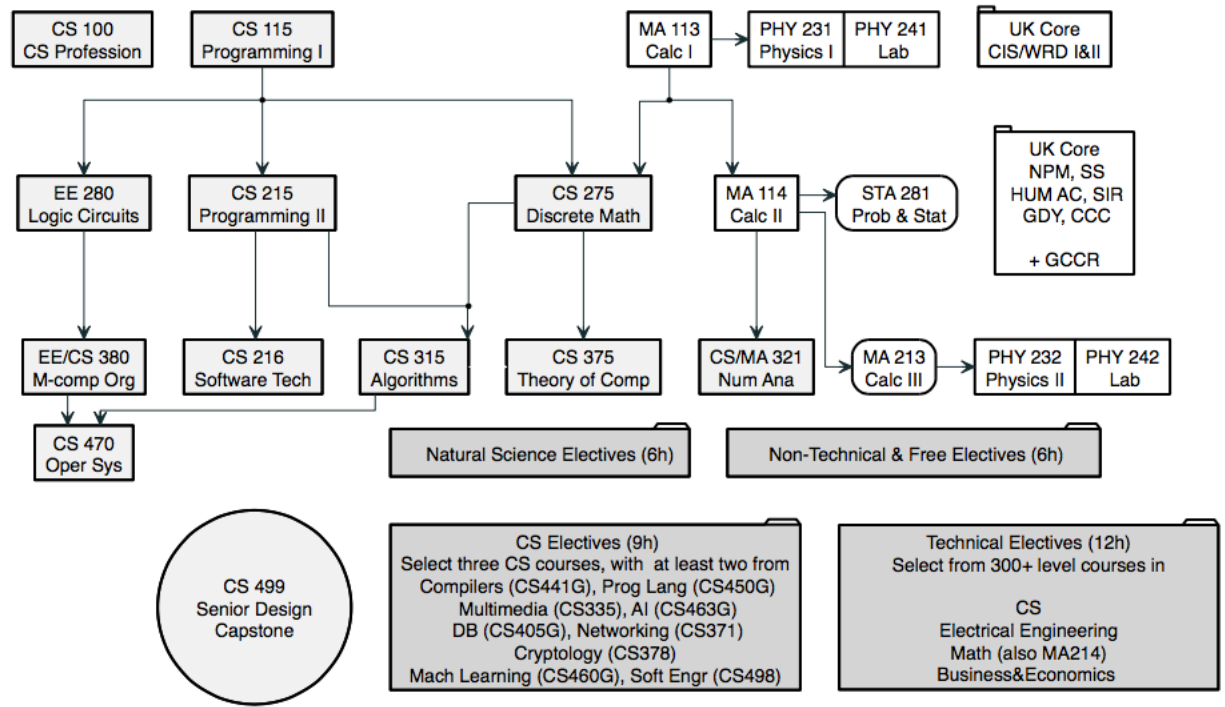 CS 100
CS Profession
CS 115
Programming I
MA 113
Calc I
PHY 231
Physics I
PHY 241
Lab
UK Core
CIS/WRD I&II
UK Core
NPM, SS
HUM AC, SIR
GDY, CCC
+ GCCR
EE 280
Logic Circuits
CS 215
Programming II
CS 275
Discrete Math
MA 114
Calc II
STA 281
Prob & Stat
EE/CS 380
M-comp Org
CS 216
Software Tech
CS 315
Algorithms
CS 375
Theory of Comp
CS/MA 321
Num Ana
MA 213
Calc III
PHY 232
Physics II
PHY 242
Lab
CS 470
Oper Sys
Natural Science Electives (6h)
Non-Technical & Free Electives (6h)
CS 499
Senior Design
Capstone
CS Electives (9h)
Select three CS courses, with at least two from
Compilers (CS441G), Prog Lang (CS450G)
Multimedia (CS335), AI (CS463G)
DB (CS405G), Networking (CS371)
Cryptology (CS378)
Mach Learning (CS460G), Soft Engr (CS498)
Technical Electives (12h)
Select from 300+ level courses in
CS
Electrical Engineering
Math (also MA214)
Business&Economics